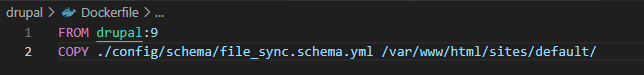 drupal > Dockerfile > ...
1 FROM drupal:9
2 COPY ./config/schema/file_sync.schema.yml /var/www/html/sites/default/